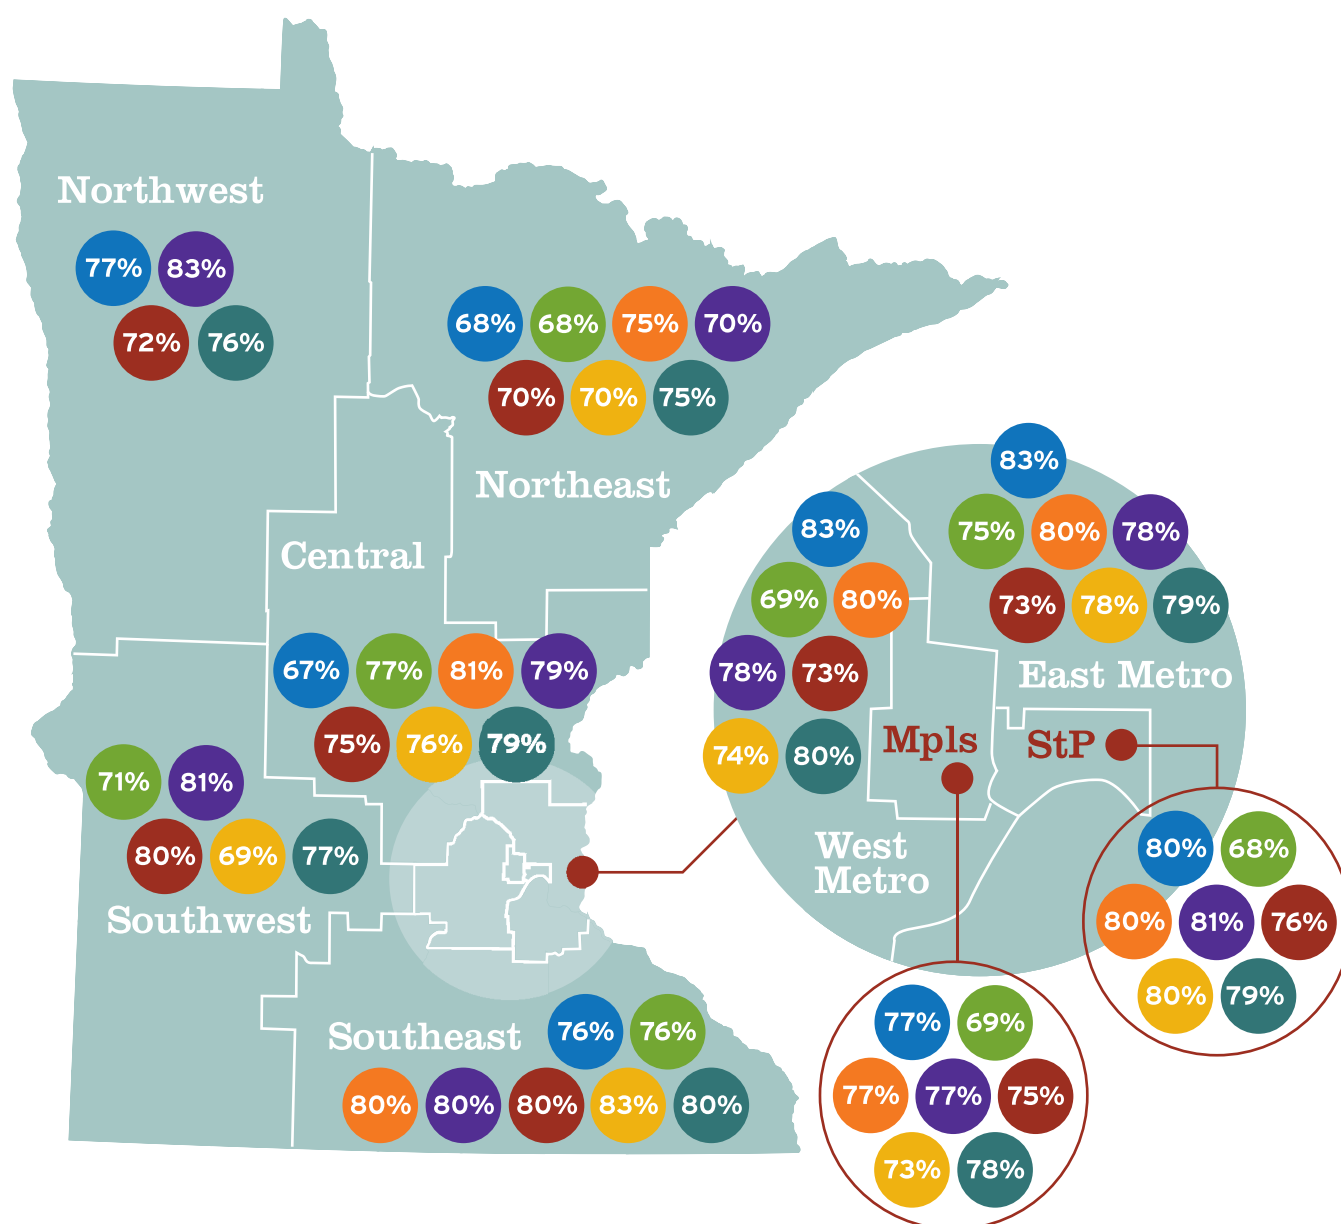 Northwest
77% 83%
72% 76%
68% 68% 75% 70%
70% 70% 75%
Northeast
Central
67% 77% 81% 79%
75% 76% 79%
71% 81%
80% 69% 77%
Southwest
Southeast
76% 76%
80% 80% 80% 83% 80%
83%
69% 80%
78% 73%
74% 80%
West
Metro
83%
75% 80% 78%
73% 78% 79%
East Metro
Mpls
StP
80% 68%
80% 81% 76%
80% 79%
77% 69%
77% 77% 75%
73% 78%